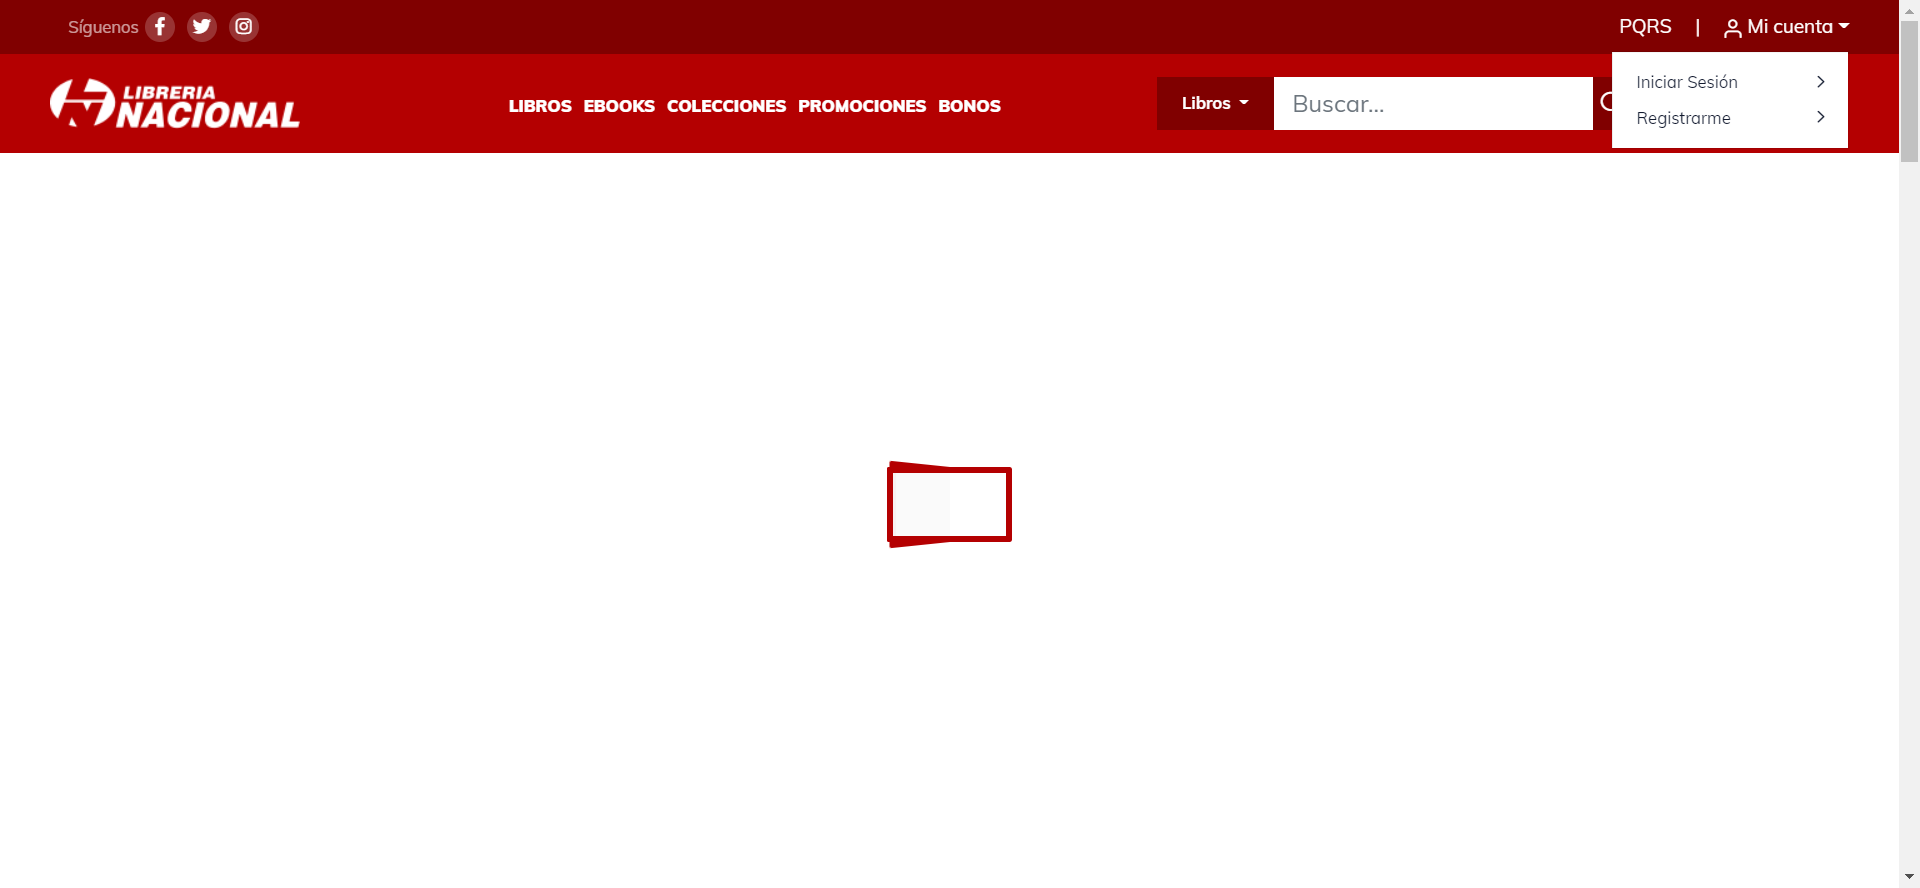 Síguenos
PQRS | Mi cuenta
LIBRERIA
NACIONAL
LIBROS EBOOKS COLECCIONES PROMOCIONES BONOS
Libros
Buscar...
Iniciar Sesión
Registrarme